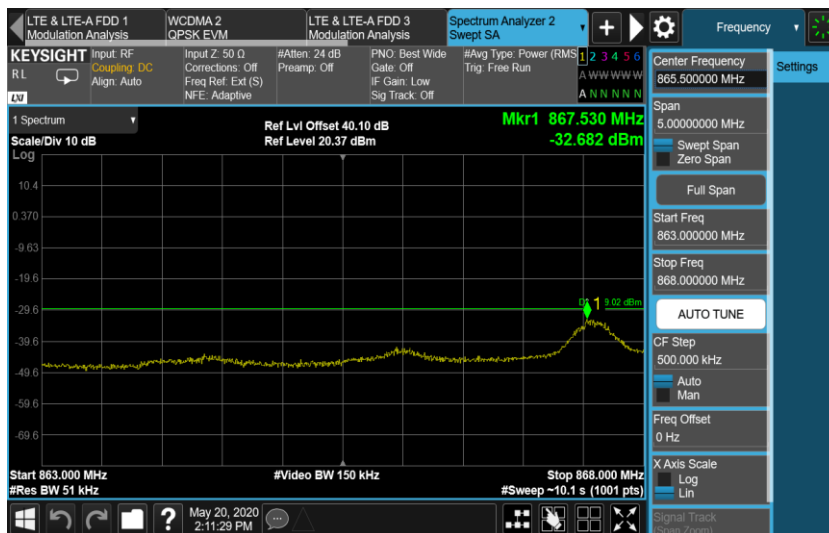 LTE & LTE-A FDD 1
Modulation Analysis
WCDMA 2
QPSK EVM
LTE & LTE-A FDD 3
Modulation Analysis
Spectrum Analyzer 2
Swept SA
Frequency
KEYSIGHT
RL
LXI
Input: RF
Coupling: DC
Align: Auto
Input Z: 50 Ω
Corrections: Off
Freq Ref: Ext (S)
NFE: Adaptive
#Atten: 24 dB
Preamp: Off
PNO: Best Wide
Gate: Off
IF Gain: Low
Sig Track: Off
#Avg Type: Power (RMS
Trig: Free Run
1 2 3 4 5 6
A W W W W W
A N N N N N
1 Spectrum
Scale/Div 10 dB
Log
Ref Lvl Offset 40.10 dB
Ref Level 20.37 dBm
Mkr1 867.530 MHz
-32.682 dBm
10.4
0.370
-9.63
-19.6
-29.6
-39.6
-49.6
-59.6
-69.6
1
9.02 dBm
Start 863.000 MHz
#Res BW 51 kHz
#Video BW 150 kHz
Stop 868.000 MHz
#Sweep ~10.1 s (1001 pts)
May 20, 2020
2:11:29 PM
Center Frequency
865.500000 MHz
Settings
Span
5.00000000 MHz
Swept Span
Zero Span
Full Span
Start Freq
863.000000 MHz
Stop Freq
868.000000 MHz
AUTO TUNE
CF Step
500.000 kHz
Auto
Man
Freq Offset
0 Hz
X Axis Scale
Log
Lin
Signal Track
(Span Zoom)